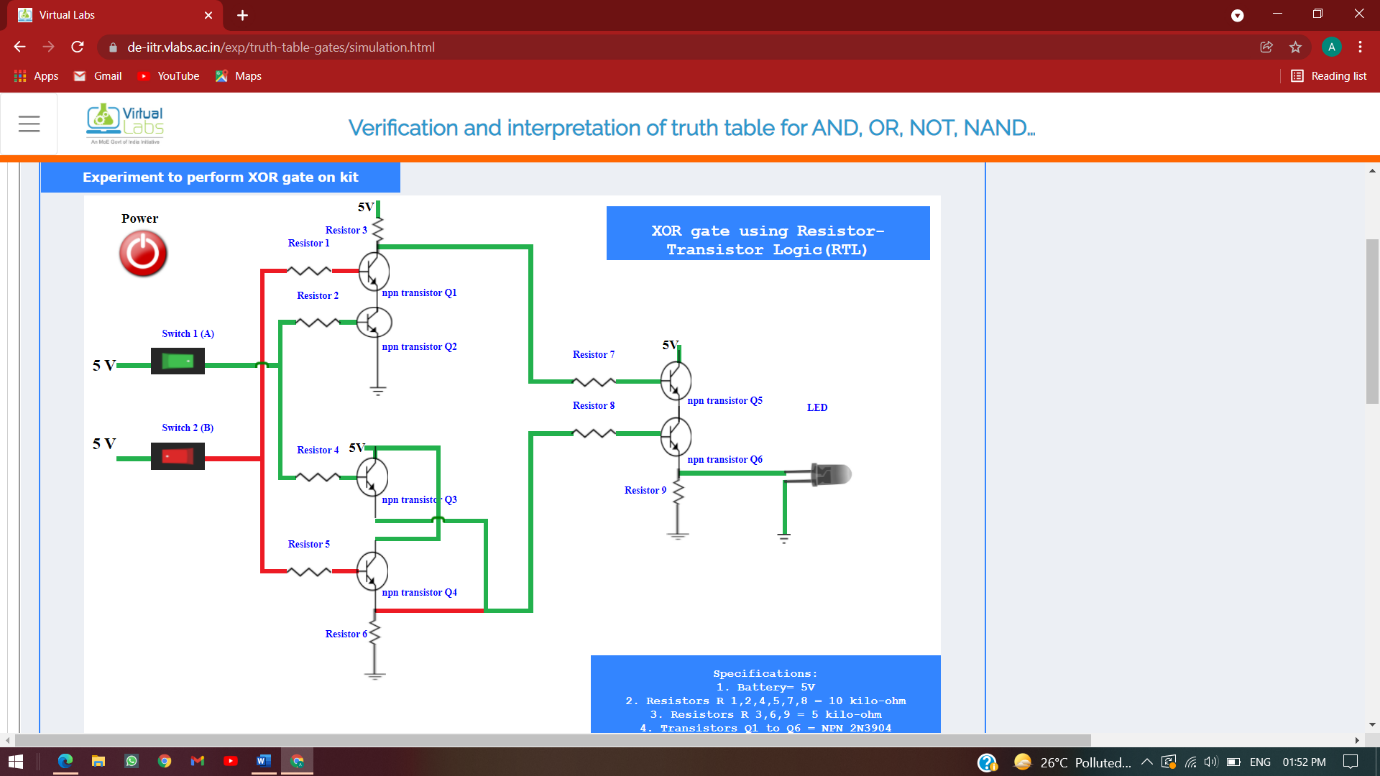 Virtual Labs
de-iitr.vlabs.ac.in/exp/truth-table-gates/simulation.html
A
Apps
Gmail
YouTube
Maps
Reading list
Virtual
Labs
An MoE Govt of India Initiative
Verification and interpretation of truth table for AND, OR, NOT, NAND...
Experiment to perform XOR gate on kit
Power
5V
Resistor 3
Resistor 1
XOR gate using Resistor-
Transistor Logic(RTL)
npn transistor Q1
Resistor 2
Switch 1 (A)
npn transistor Q2
5 V
5V
Resistor 7
npn transistor Q5
Resistor 8
LED
Switch 2 (B)
5 V
Resistor 4
5V
npn transistor Q6
Resistor 9
npn transistor Q3
Resistor 5
npn transistor Q4
Resistor 6
Specifications:
1. Battery= 5V
2. Resistors R 1,2,4,5,7,8 = 10 kilo-ohm
3. Resistors R 3,6,9 = 5 kilo-ohm
4. Transistors Q1 to Q6 = NPN 2N3904
26°C Polluted...
ENG
01:52 PM